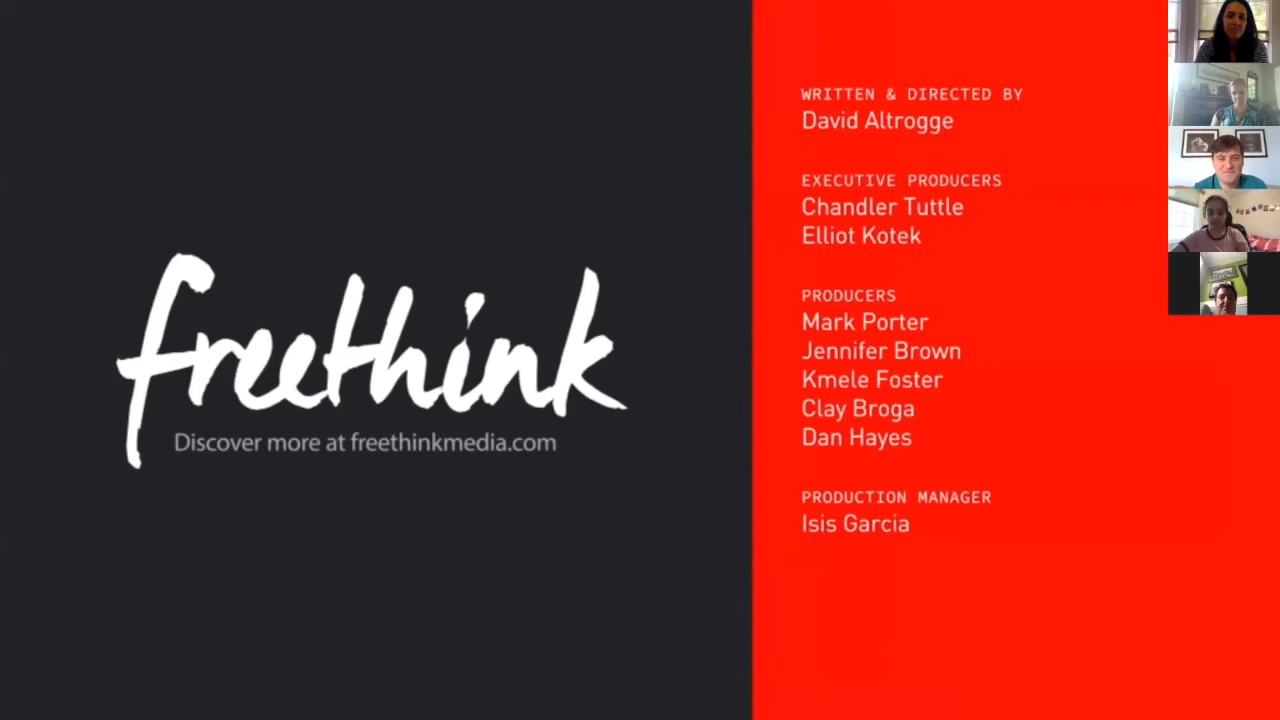 freethink
Discover more at freethinkmedia.com
WRITTEN & DIRECTED BY
David Altrogge
EXECUTIVE PRODUCERS
Chandler Tuttle
Elliot Kotek
PRODUCERS
Mark Porter
Jennifer Brown
Kmele Foster
Clay Broga
Dan Hayes
PRODUCTION MANAGER
Isis Garcia